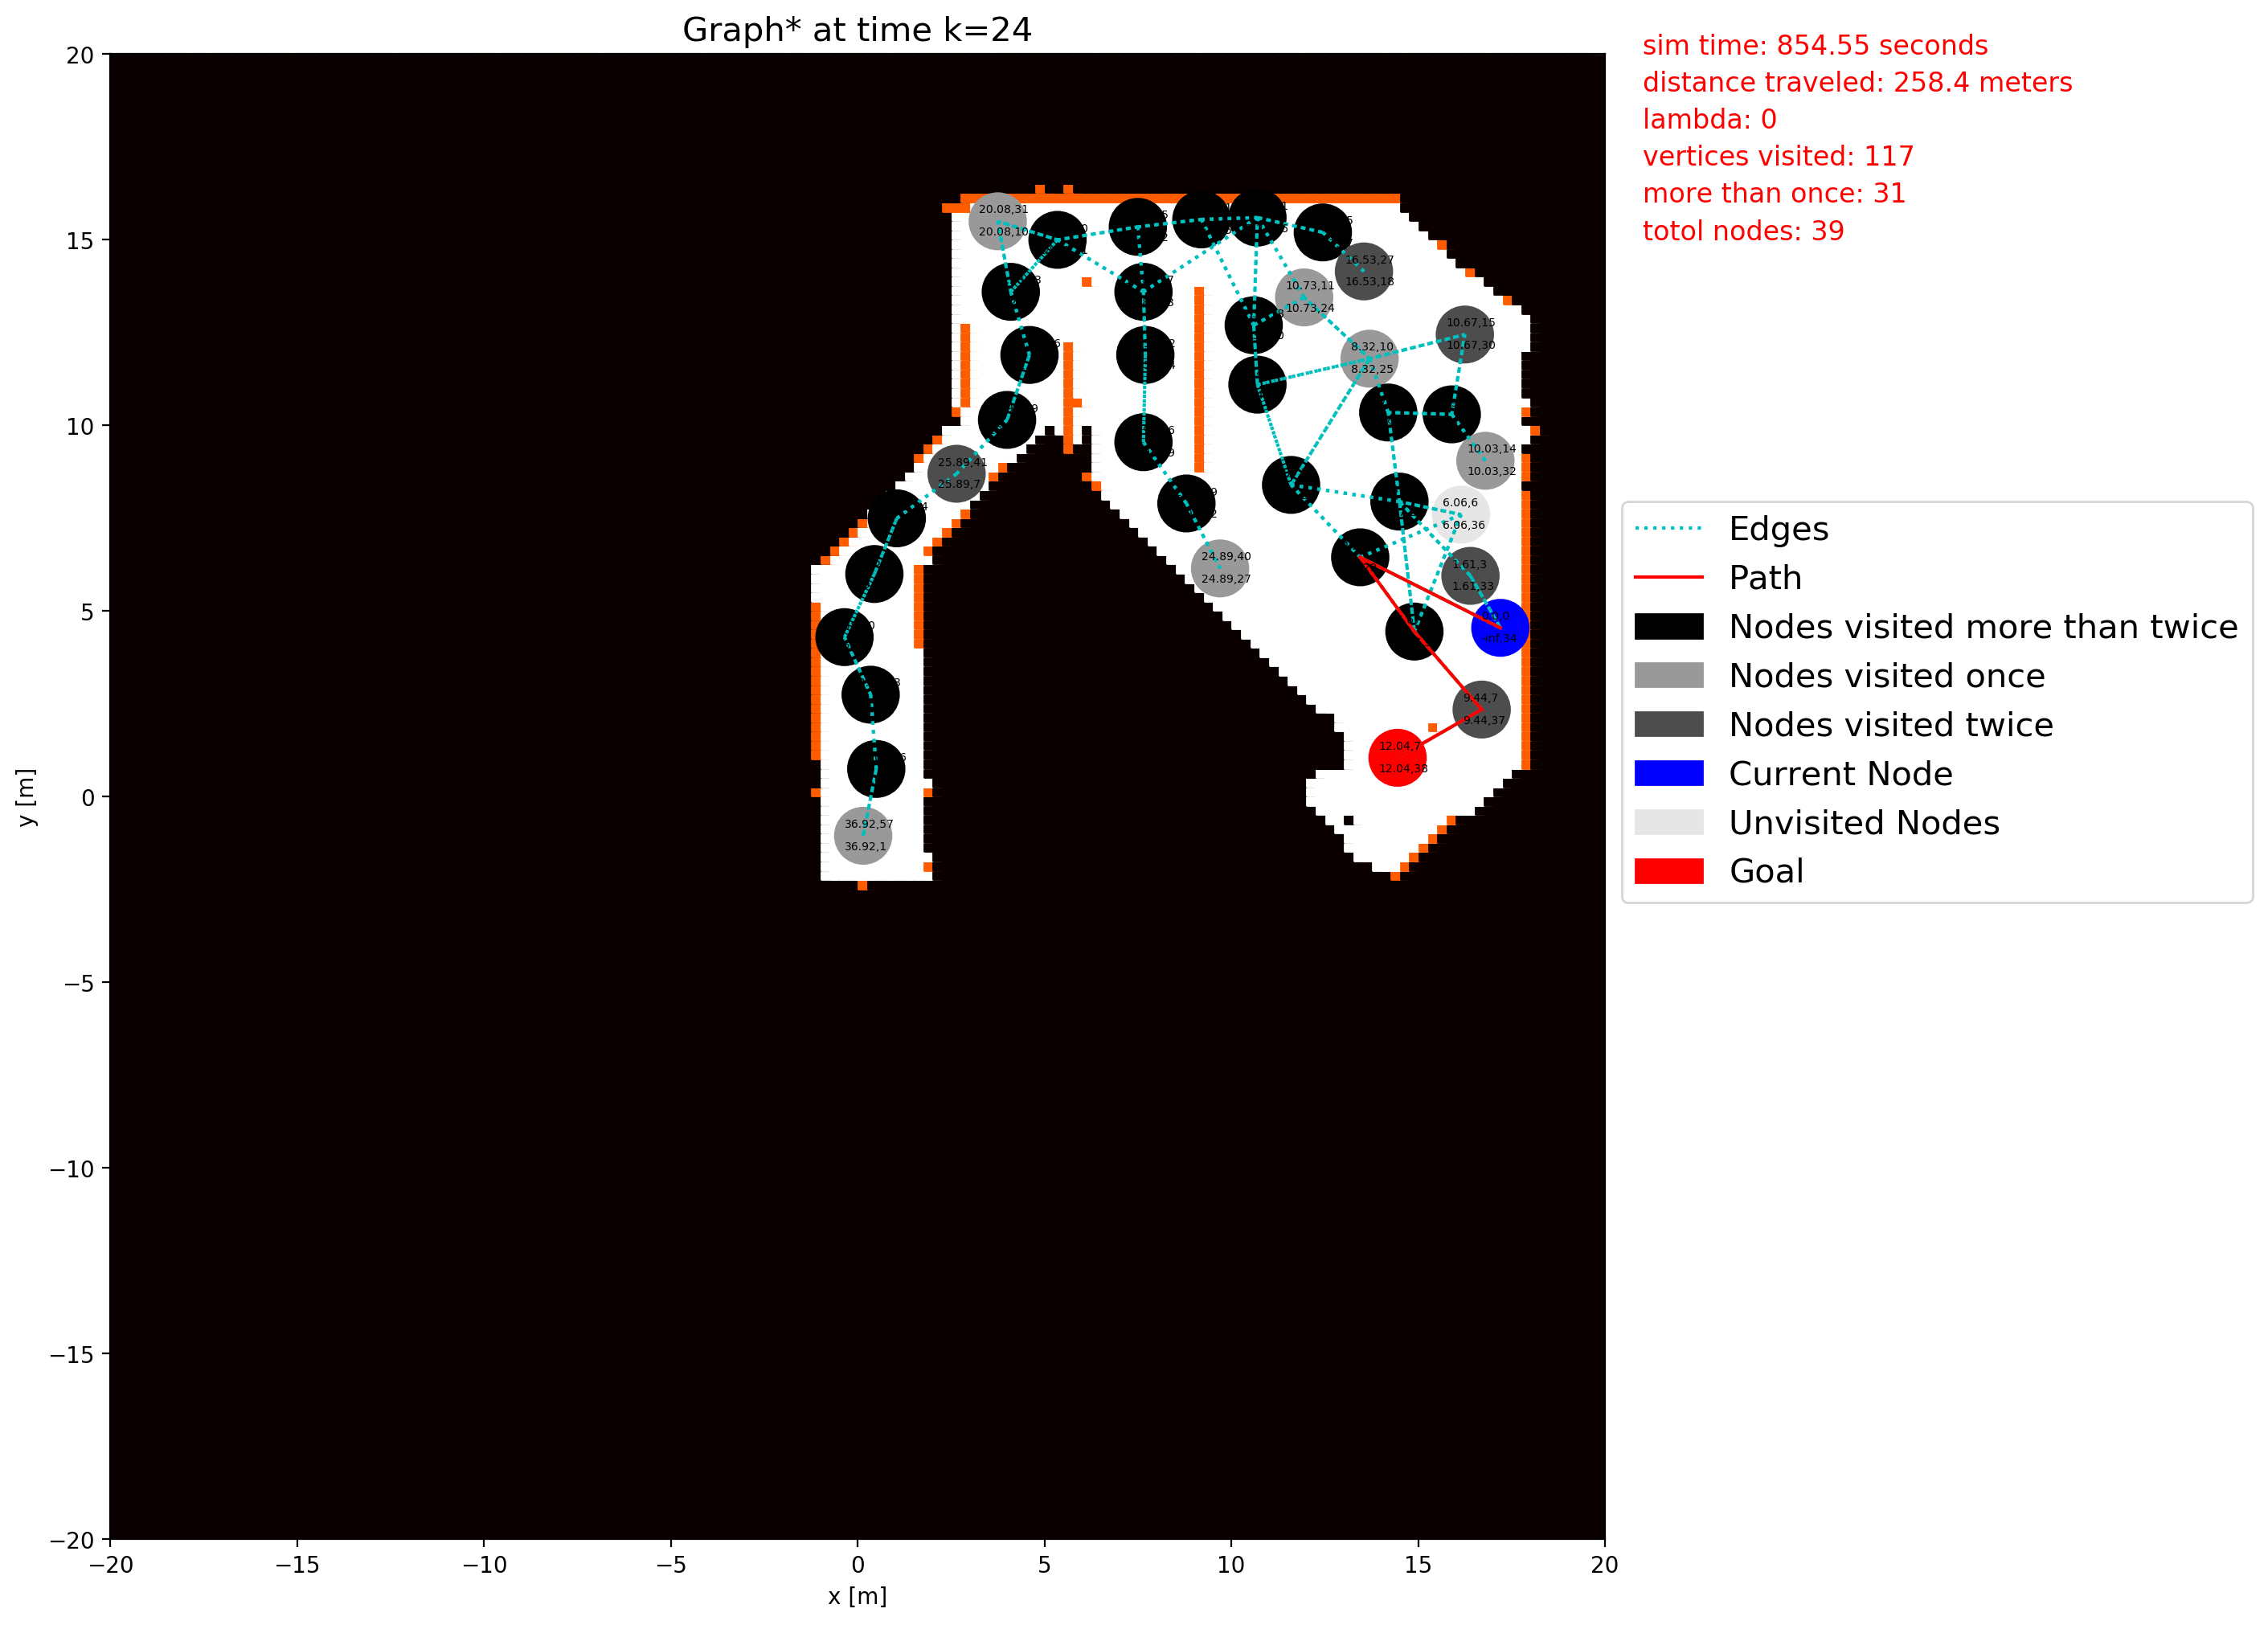 Graph* at time k=24
sim time: 854.55 seconds
distance traveled: 258.4 meters
lambda: 0
vertices visited: 117
more than once: 31
totol nodes: 39
20
15
10
5
0
−5
−10
−15
−20
y [m]
−20
−15
−10
−5
0
5
10
15
20
x [m]
20.08,31
20.08,10
16.53,27
16.53,18
10.73,11
10.73,24
10.67,15
10.67,30
8.32,10
8.32,25
25.89,41
25.89,7
10.03,14
10.03,32
6.06,6
6.06,36
24.89,40
24.89,27
1.61,3
1.61,33
9.44,7
9.44,37
12.04,7
12.04,38
36.92,57
36.92,1
Edges
Path
Nodes visited more than twice
Nodes visited once
Nodes visited twice
Current Node
Unvisited Nodes
Goal